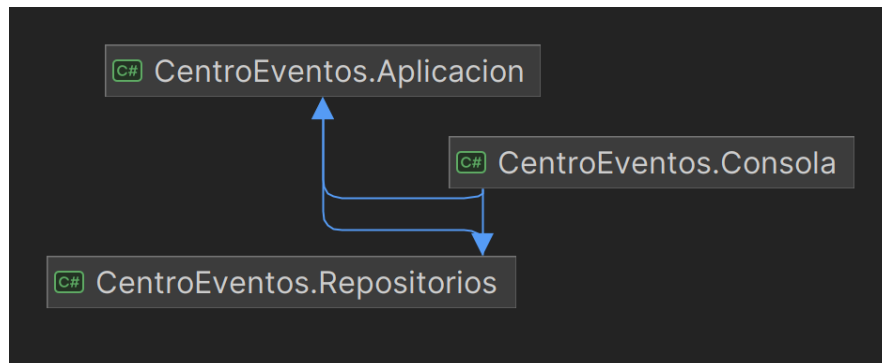 C# CentroEventos.Aplicacion
C# CentroEventos.Consola
C# CentroEventos.Repositorios